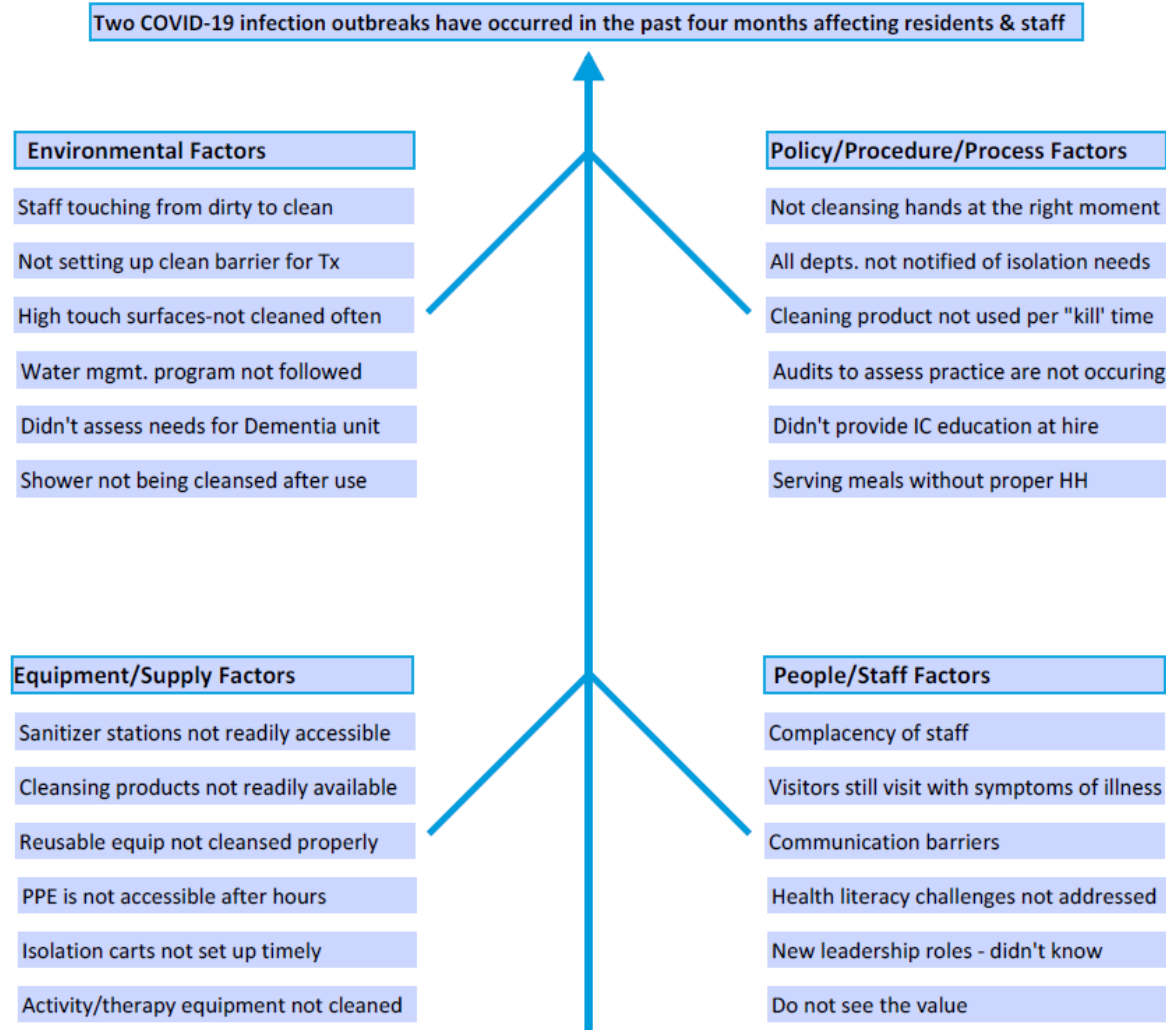 Two COVID-19 infection outbreaks have occurred in the past four months affecting residents & staff
Environmental Factors
Staff touching from dirty to clean
Not setting up clean barrier for Tx
High touch surfaces-not cleaned often
Water mgmt. program not followed
Didn't assess needs for Dementia unit
Shower not being cleansed after use
Policy/Procedure/Process Factors
Not cleansing hands at the right moment
All depts. not notified of isolation needs
Cleaning product not used per "kill' time
Audits to assess practice are not occuring
Didn't provide IC education at hire
Serving meals without proper HH
Equipment/Supply Factors
Sanitizer stations not readily accessible
Cleansing products not readily available
Reusable equip not cleansed properly
PPE is not accessible after hours
Isolation carts not set up timely
Activity/therapy equipment not cleaned
People/Staff Factors
Complacency of staff
Visitors still visit with symptoms of illness
Communication barriers
Health literacy challenges not addressed
New leadership roles - didn't know
Do not see the value